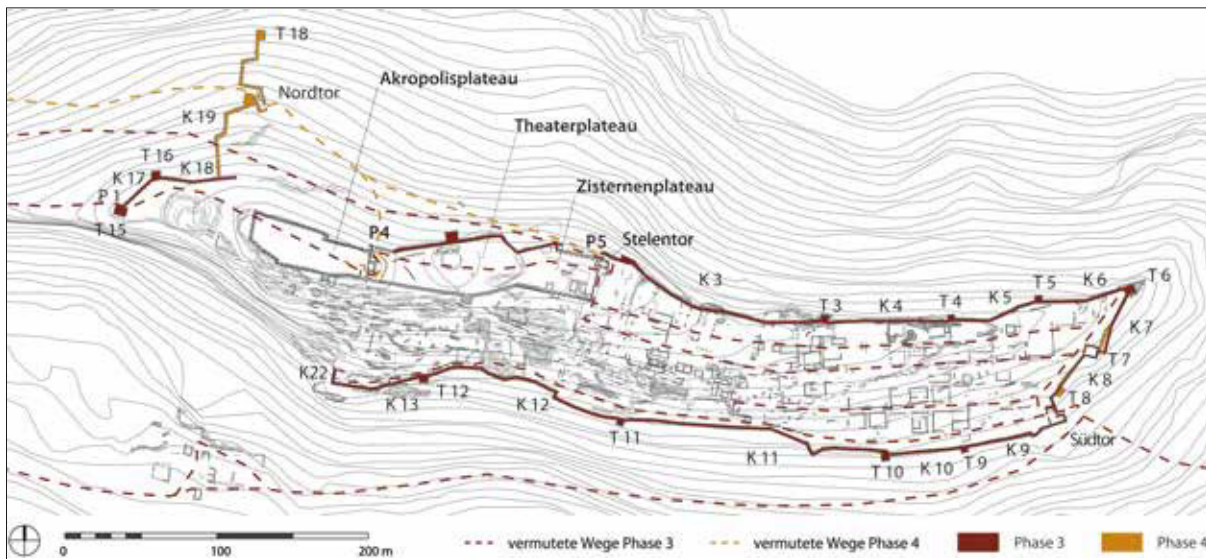 T 18
Akropolisplateau
Nordtor
K 19
Theaterplateau
T 16
K 18
K 17
Zisternenplateau
P 1
T 15
P4
P5
Stelentor
K 3
T 3
K 4
T 4
K 5
T 5
K 6
T 6
K 7
T 7
K 8
T 8
K22
K 13
T 12
K 12
T 11
K 11
T 10
K 10
T 9
K 9
Südtor
0
100
200 m
vermutete Wege Phase 3
vermutete Wege Phase 4
Phase 3
Phase 4